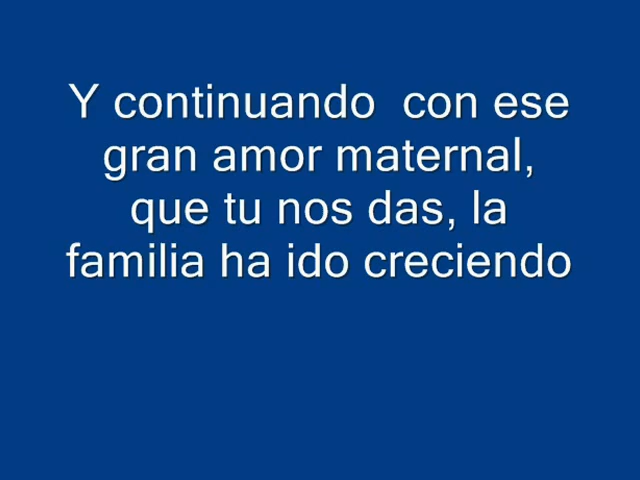 Y continuando  con ese
gran amor maternal,
que tu nos das, la
familia ha ido creciendo